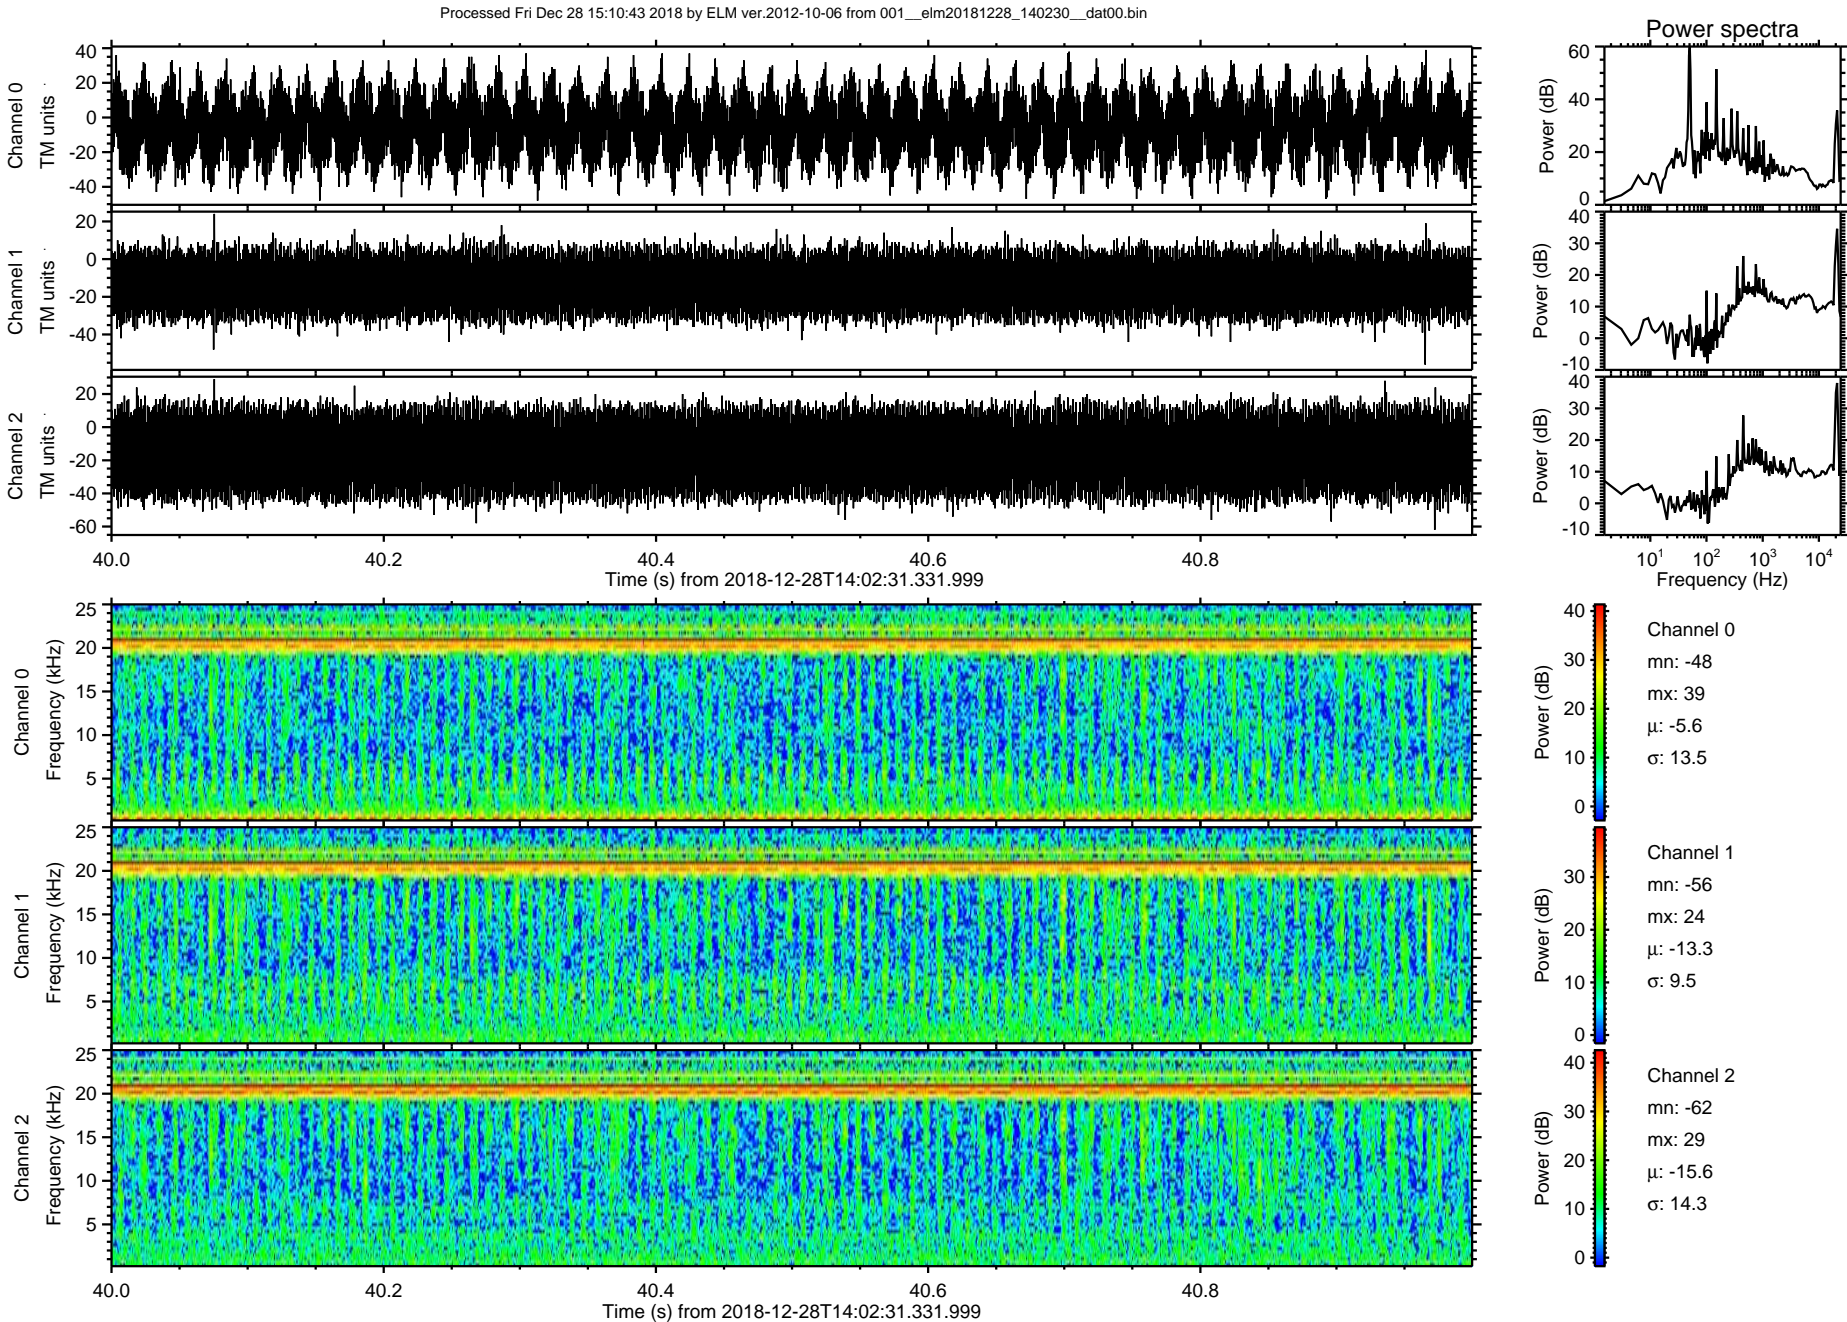 Processed Fri Dec 28 15:10:43 2018 by ELM ver.2012-10-06 from 001__elm20181228_140230__dat00.bin
Power spectra
Channel 0
TM units
40
20
0
-20
-40
Power (dB)
60
40
20
0
Channel 1
TM units
20
0
-20
-40
Power (dB)
40
30
20
10
0
-10
Channel 2
TM units
20
0
-20
-40
-60
Power (dB)
40
30
20
10
0
-10
40.0 40.2 40.4 40.6 40.8
Time (s) from 2018-12-28T14:02:31.331.999
10¹ 10² 10³ 10⁴
Frequency (Hz)
Channel 0
Frequency (kHz)
25
20
15
10
5
Power (dB)
40
30
20
10
0
Channel 0
mn: -48
mx: 39
μ: -5.6
σ: 13.5
Channel 1
Frequency (kHz)
25
20
15
10
5
Power (dB)
30
20
10
0
Channel 1
mn: -56
mx: 24
μ: -13.3
σ: 9.5
Channel 2
Frequency (kHz)
25
20
15
10
5
Power (dB)
40
30
20
10
0
Channel 2
mn: -62
mx: 29
μ: -15.6
σ: 14.3
40.0 40.2 40.4 40.6 40.8
Time (s) from 2018-12-28T14:02:31.331.999